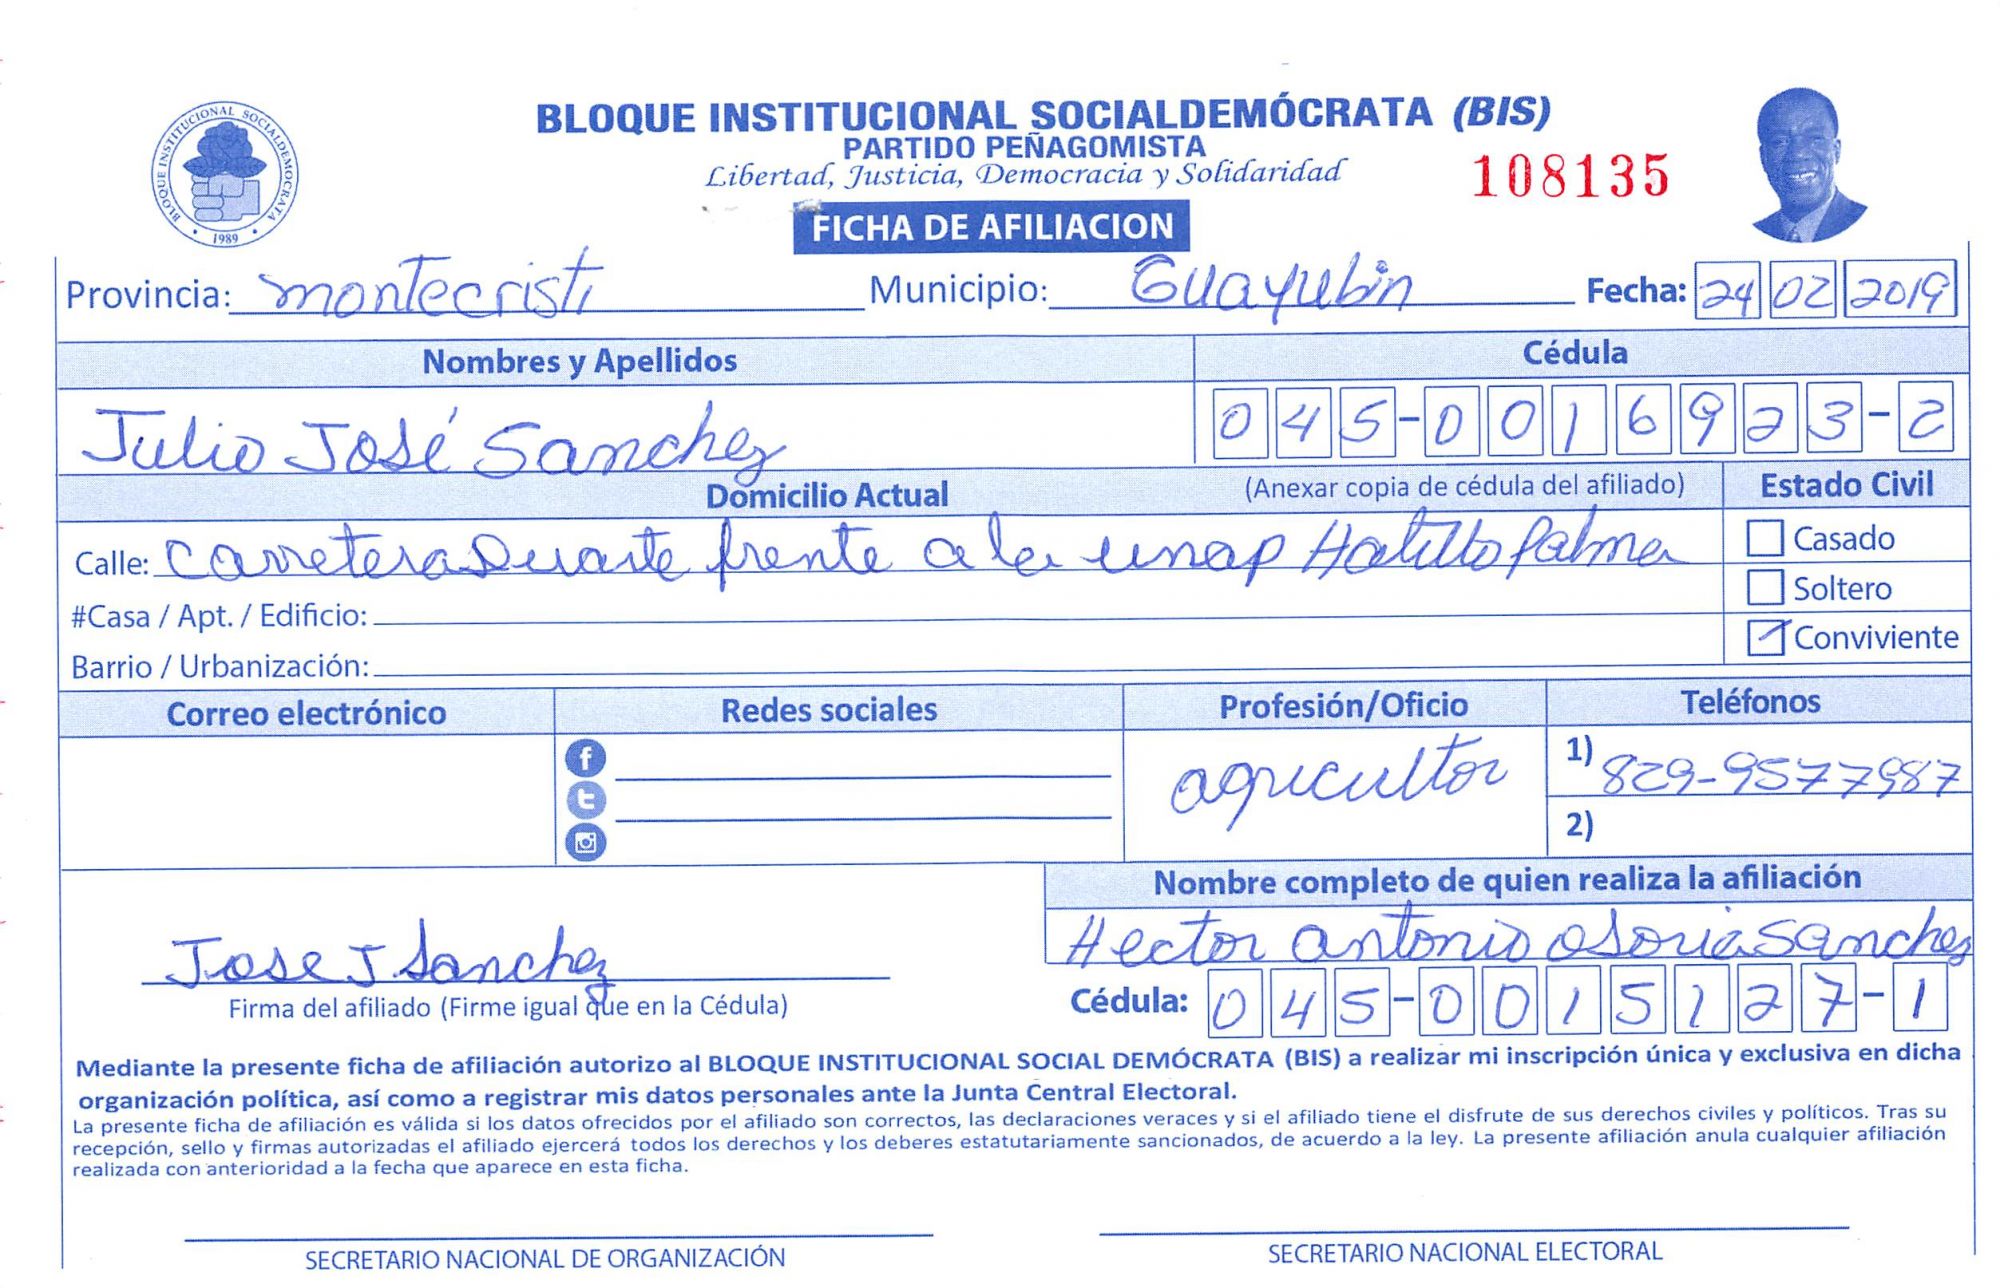 BLOQUE INSTITUCIONAL SOCIALDEMOCRATA
1989
BLOQUE INSTITUCIONAL SOCIALDEMÓCRATA (BIS)
PARTIDO PEÑAGOMISTA
Libertad, Justicia, Democracia y Solidaridad
108135
FICHA DE AFILIACION
Provincia: montecristi Municipio: Guayubin Fecha: 24 02 2019
Nombres y Apellidos Cédula
Julio José Sanchez 045-0016923-2
Domicilio Actual (Anexar copia de cédula del afiliado) Estado Civil
Calle: Carretera Duarte frente a la unap Hatillo Palma
Casado
#Casa / Apt. / Edificio: Soltero
Barrio / Urbanización: Conviviente
Correo electrónico Redes sociales Profesión/Oficio Teléfonos
agricultor 1) 829-9577987
2)
Nombre completo de quien realiza la afiliación
Hector antonio osoria Sanchez
Jose J Sanchez
Firma del afiliado (Firme igual que en la Cédula) Cédula: 045-0015127-1
Mediante la presente ficha de afiliación autorizo al BLOQUE INSTITUCIONAL SOCIAL DEMÓCRATA (BIS) a realizar mi inscripción única y exclusiva en dicha
organización política, así como a registrar mis datos personales ante la Junta Central Electoral.
La presente ficha de afiliación es válida si los datos ofrecidos por el afiliado son correctos, las declaraciones veraces y si el afiliado tiene el disfrute de sus derechos civiles y políticos. Tras su
recepción, sello y firmas autorizadas el afiliado ejercerá todos los derechos y los deberes estatutariamente sancionados, de acuerdo a la ley. La presente afiliación anula cualquier afiliación
realizada con anterioridad a la fecha que aparece en esta ficha.
SECRETARIO NACIONAL DE ORGANIZACIÓN SECRETARIO NACIONAL ELECTORAL